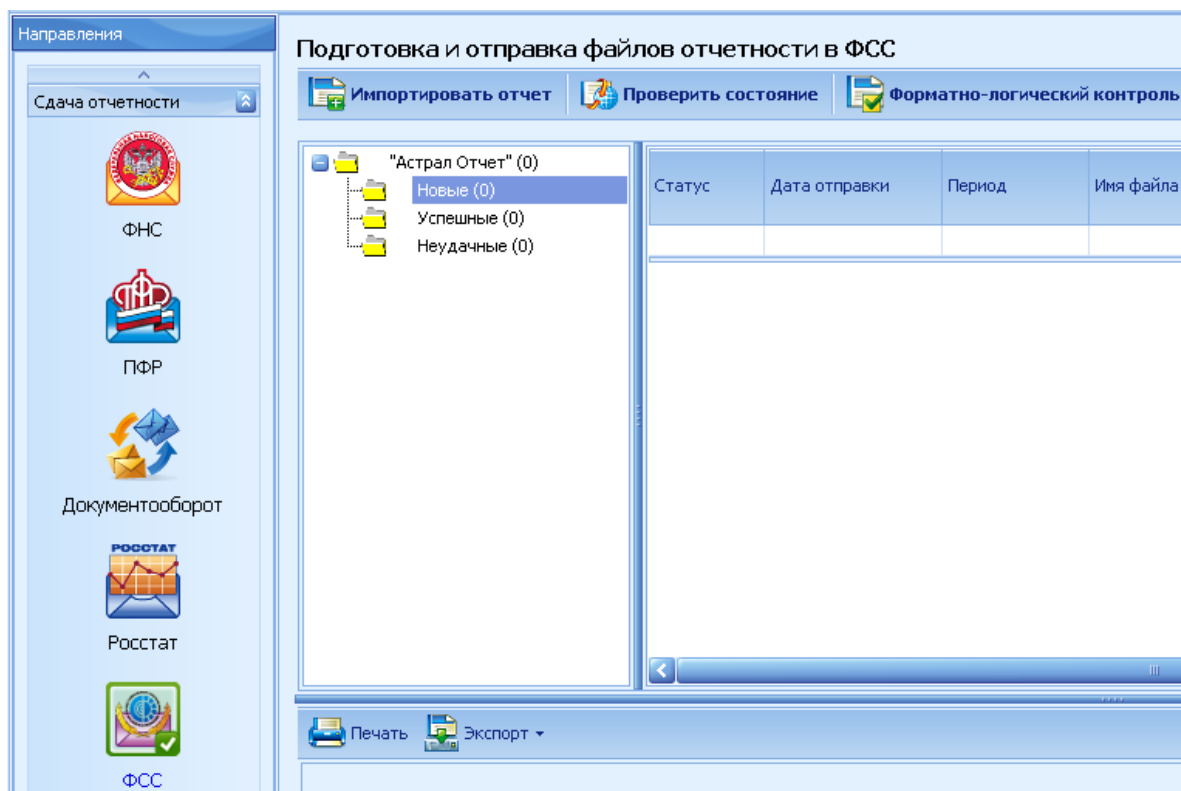 Направления
Сдача отчетности
ФНС
ПФР
Документооборот
РОССТАТ
Росстат
ФСС
Подготовка и отправка файлов отчетности в ФСС
Импортировать отчет Проверить состояние Форматно-логический контроль
"Астрал Отчет" (0)
Новые (0)
Успешные (0)
Неудачные (0)
Статус Дата отправки Период Имя файла
Печать Экспорт